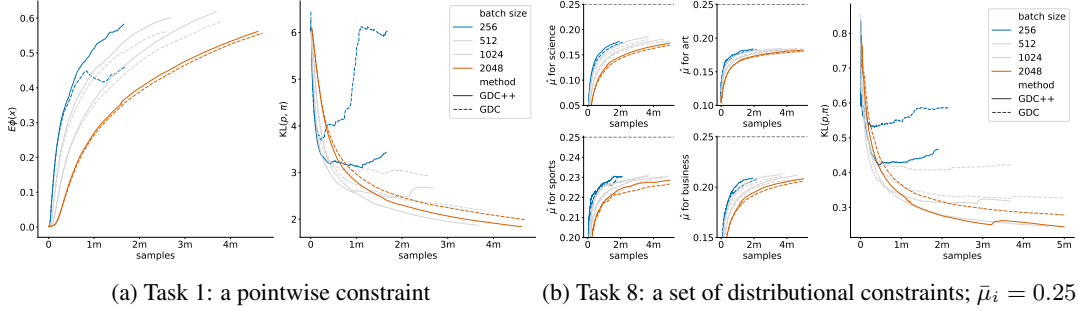 0.6
0.5
0.4
0.3
0.2
0.1
0.0
Eϕ(x)
0 1m 2m 3m 4m
samples
6
5
4
3
2
KL(p, π)
0 1m 2m 3m 4m
samples
batch size
256
512
1024
2048
method
GDC++
GDC
0.25
0.20
0.15
0.10
0.05
μ̂ for science
0 2m 4m
samples
0.25
0.20
0.15
0.10
μ̂ for art
0 2m 4m
samples
0.25
0.24
0.23
0.22
0.21
0.20
μ̂ for sports
0 2m 4m
samples
0.25
0.20
0.15
μ̂ for business
0 2m 4m
samples
0.8
0.7
0.6
0.5
0.4
0.3
KL(p,π)
0 1m 2m 3m 4m 5m
samples
batch size
256
512
1024
2048
method
GDC++
GDC
(a) Task 1: a pointwise constraint
(b) Task 8: a set of distributional constraints; μ̄ᵢ = 0.25